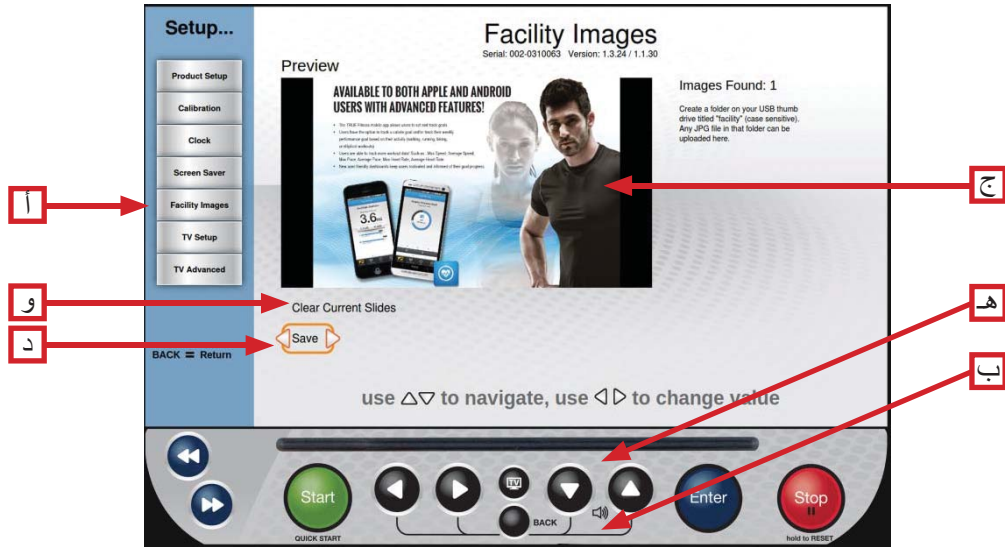 Setup...
Product Setup
Calibration
Clock
Screen Saver
Facility Images
TV Setup
TV Advanced
BACK = Return
Facility Images
Serial: 002-0310063 Version: 1.3.24 / 1.1.30
Preview
AVAILABLE TO BOTH APPLE AND ANDROID
USERS WITH ADVANCED FEATURES!
3.6
Images Found: 1
Create a folder on your USB thumb
drive titled "facility" (case sensitive).
Any JPG file in that folder can be
uploaded here.
Clear Current Slides
Save
use △▽ to navigate, use ◁ ▷ to change value
أ
و
د
ج
هـ
ب
Start
QUICK START
TV
BACK
Enter
Stop
hold to RESET